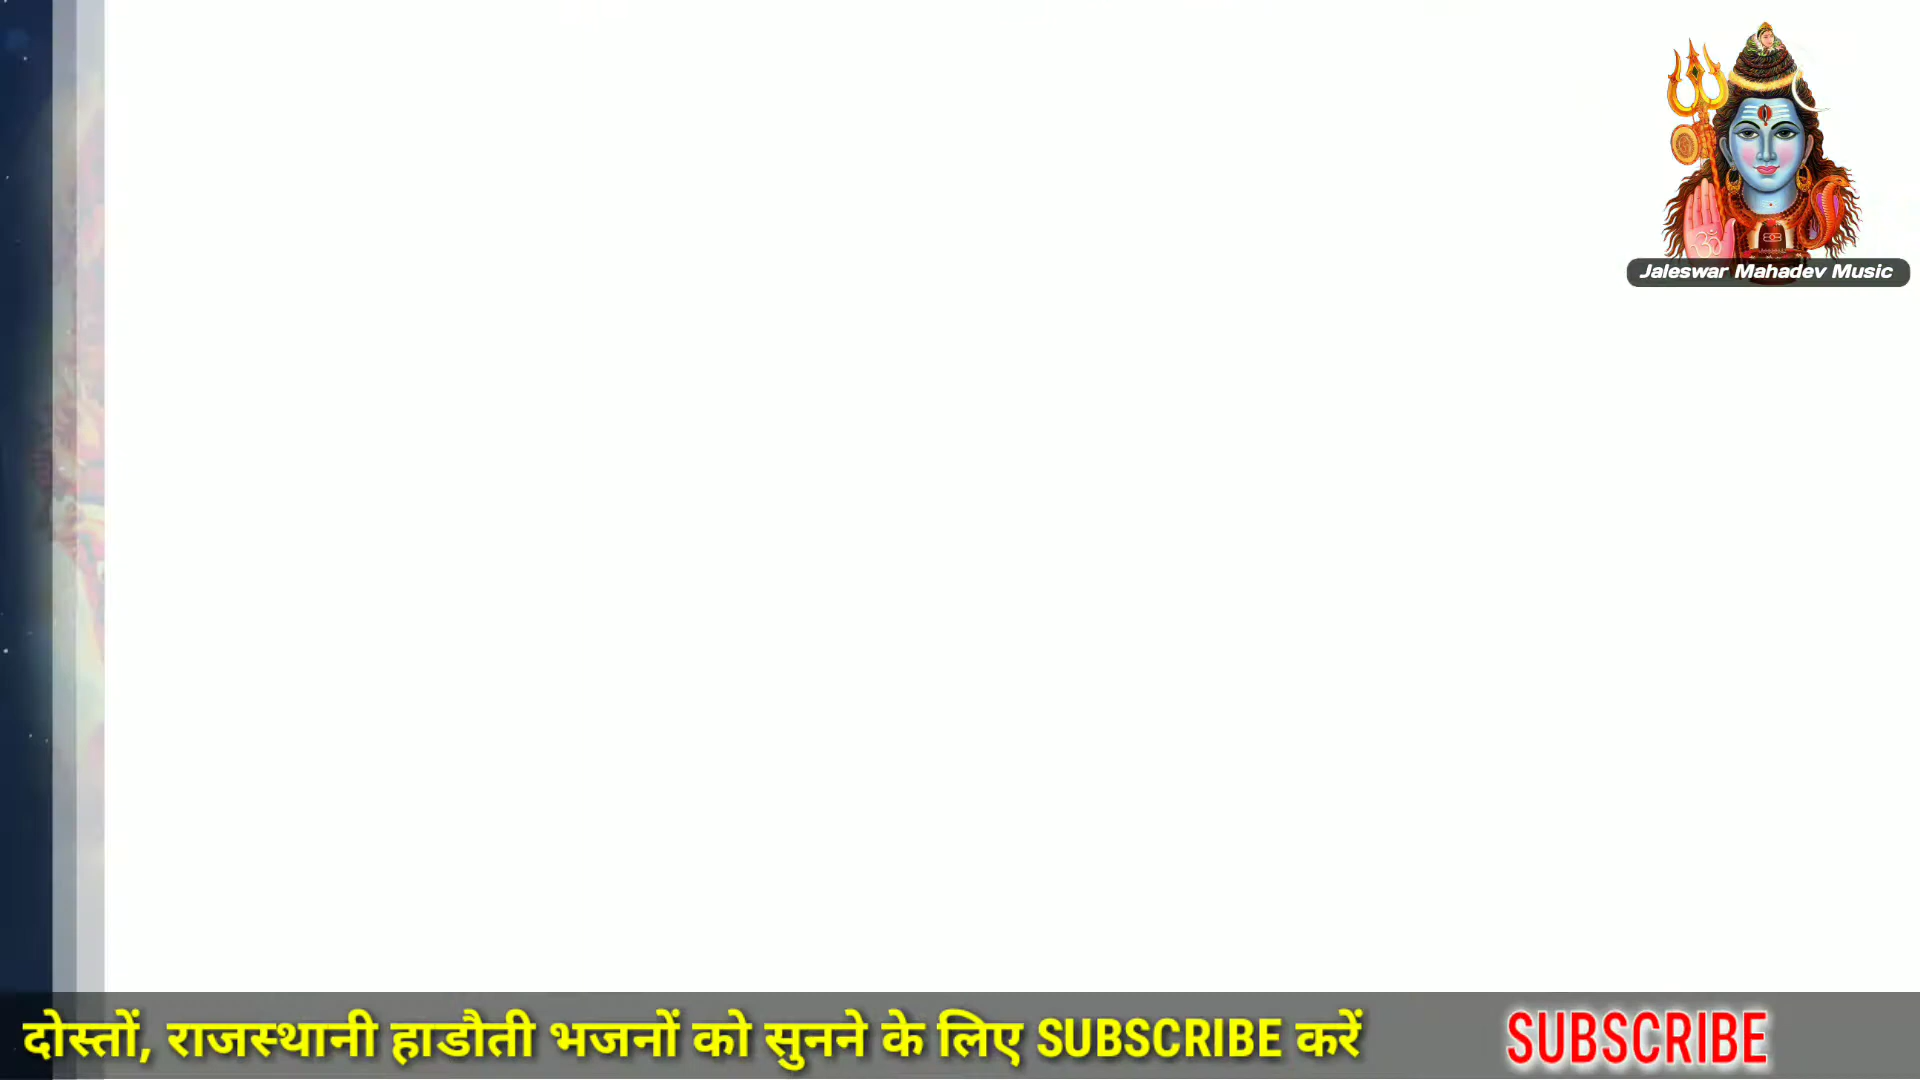 Jaleswar Mahadev Music
दोस्तों, राजस्थानी हाडौती भजनों को सुनने के लिए SUBSCRIBE करें SUBSCRIBE